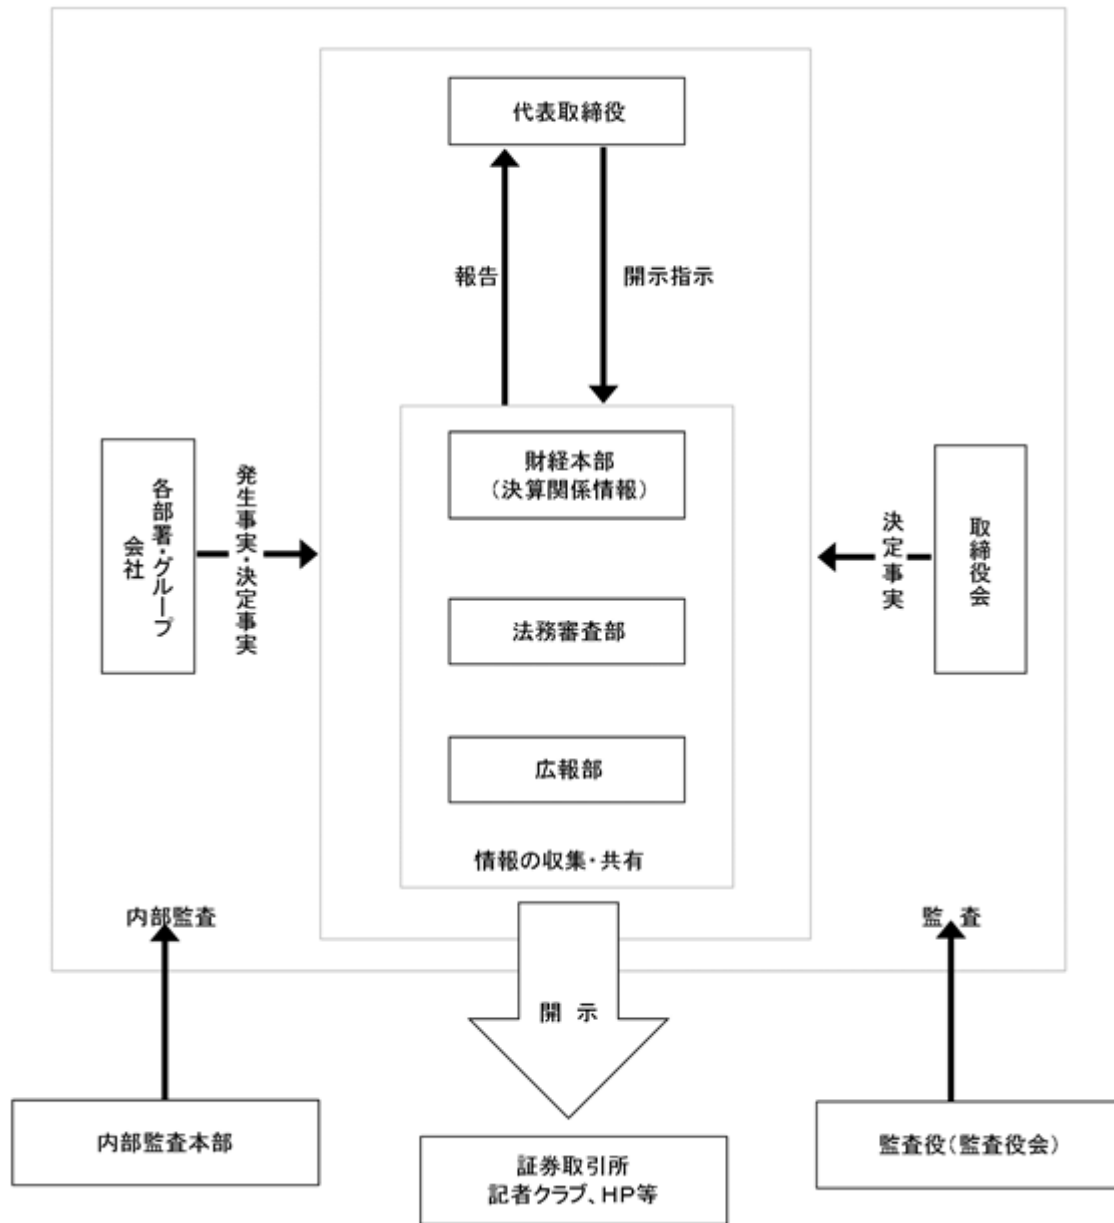 代表取締役
報告
開示指示
財経本部
（決算関係情報）
各部署・グループ
会社
発生事実・決定事実
決定事実
取締役会
法務審査部
広報部
情報の収集・共有
内部監査
監　査
開　示
内部監査本部
証券取引所
記者クラブ、HP等
監査役（監査役会）